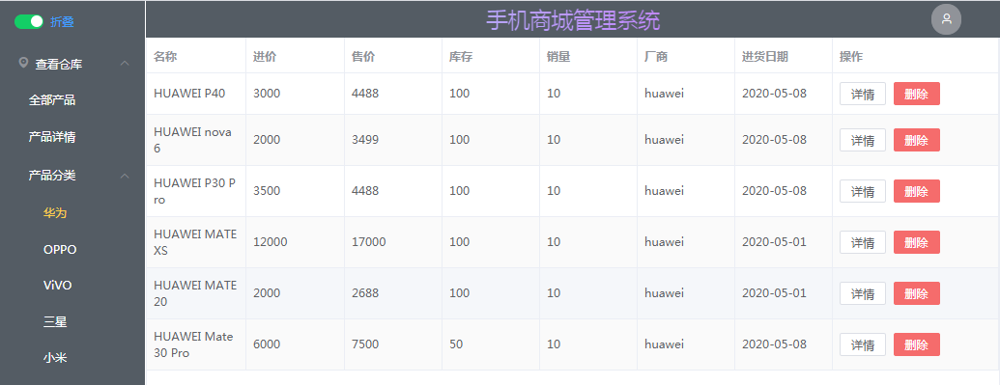 折叠
手机商城管理系统
查看仓库
全部产品
产品详情
产品分类
华为
OPPO
ViVO
三星
小米
名称 进价 售价 库存 销量 厂商 进货日期 操作
HUAWEI P40 3000 4488 100 10 huawei 2020-05-08 详情 删除
HUAWEI nova
6 2000 3499 100 10 huawei 2020-05-08 详情 删除
HUAWEI P30 P
ro 3500 4488 100 10 huawei 2020-05-08 详情 删除
HUAWEI MATE
XS 12000 17000 100 10 huawei 2020-05-01 详情 删除
HUAWEI MATE
20 2000 2688 100 10 huawei 2020-05-01 详情 删除
HUAWEI Mate
30 Pro 6000 7500 50 10 huawei 2020-05-08 详情 删除